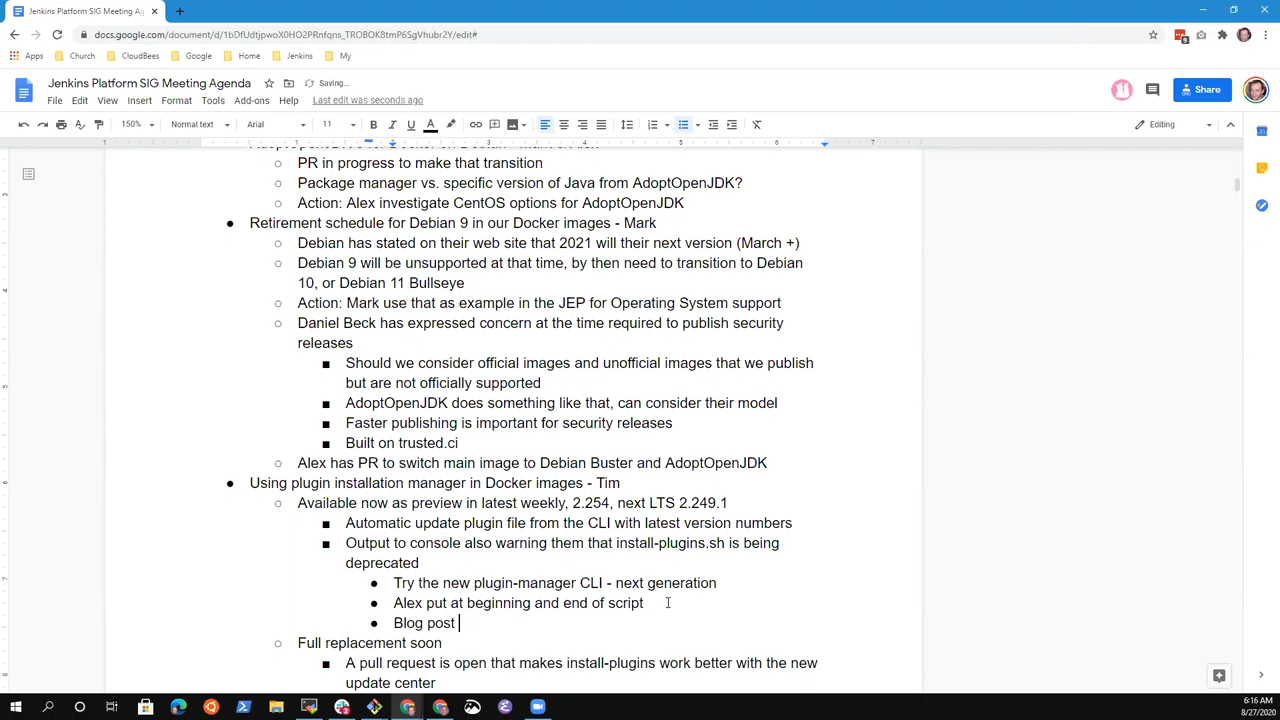 Jenkins Platform SIG Meeting Ag
docs.google.com/document/d/1bDfUdtjpwoX0HO2PRnfqns_TROBOK8tmP6SgVhubr2Y/edit#
Apps Church CloudBees Google Home Jenkins My
Jenkins Platform SIG Meeting Agenda Saving...
File Edit View Insert Format Tools Add-ons Help Last edit was seconds ago
Share
150% Normal text Arial 11 Editing
PR in progress to make that transition
Package manager vs. specific version of Java from AdoptOpenJDK?
Action: Alex investigate CentOS options for AdoptOpenJDK
Retirement schedule for Debian 9 in our Docker images - Mark
Debian has stated on their web site that 2021 will their next version (March +)
Debian 9 will be unsupported at that time, by then need to transition to Debian
10, or Debian 11 Bullseye
Action: Mark use that as example in the JEP for Operating System support
Daniel Beck has expressed concern at the time required to publish security
releases
Should we consider official images and unofficial images that we publish
but are not officially supported
AdoptOpenJDK does something like that, can consider their model
Faster publishing is important for security releases
Built on trusted.ci
Alex has PR to switch main image to Debian Buster and AdoptOpenJDK
Using plugin installation manager in Docker images - Tim
Available now as preview in latest weekly, 2.254, next LTS 2.249.1
Automatic update plugin file from the CLI with latest version numbers
Output to console also warning them that install-plugins.sh is being
deprecated
Try the new plugin-manager CLI - next generation
Alex put at beginning and end of script
Blog post
Full replacement soon
A pull request is open that makes install-plugins work better with the new
update center
6:16 AM
8/27/2020